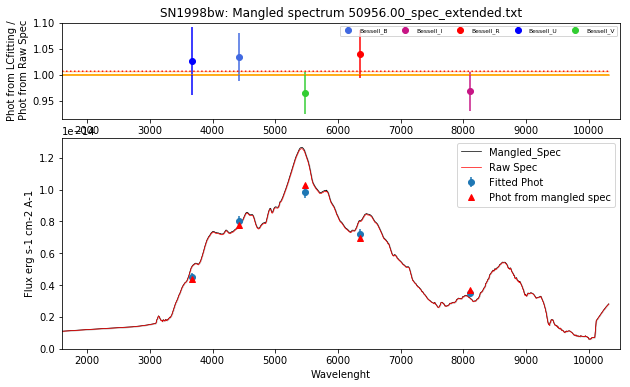 SN1998bw: Mangled spectrum 50956.00_spec_extended.txt
Phot from LCfitting /
Phot from Raw Spec
1.10
1.05
1.00
0.95
Bessell_B
Bessell_I
Bessell_R
Bessell_U
Bessell_V
2000 3000 4000 5000 6000 7000 8000 9000 10000
1e−14
Flux erg s-1 cm-2 A-1
1.2
1.0
0.8
0.6
0.4
0.2
0.0
Mangled_Spec
Raw Spec
Fitted Phot
Phot from mangled spec
2000 3000 4000 5000 6000 7000 8000 9000 10000
Wavelenght